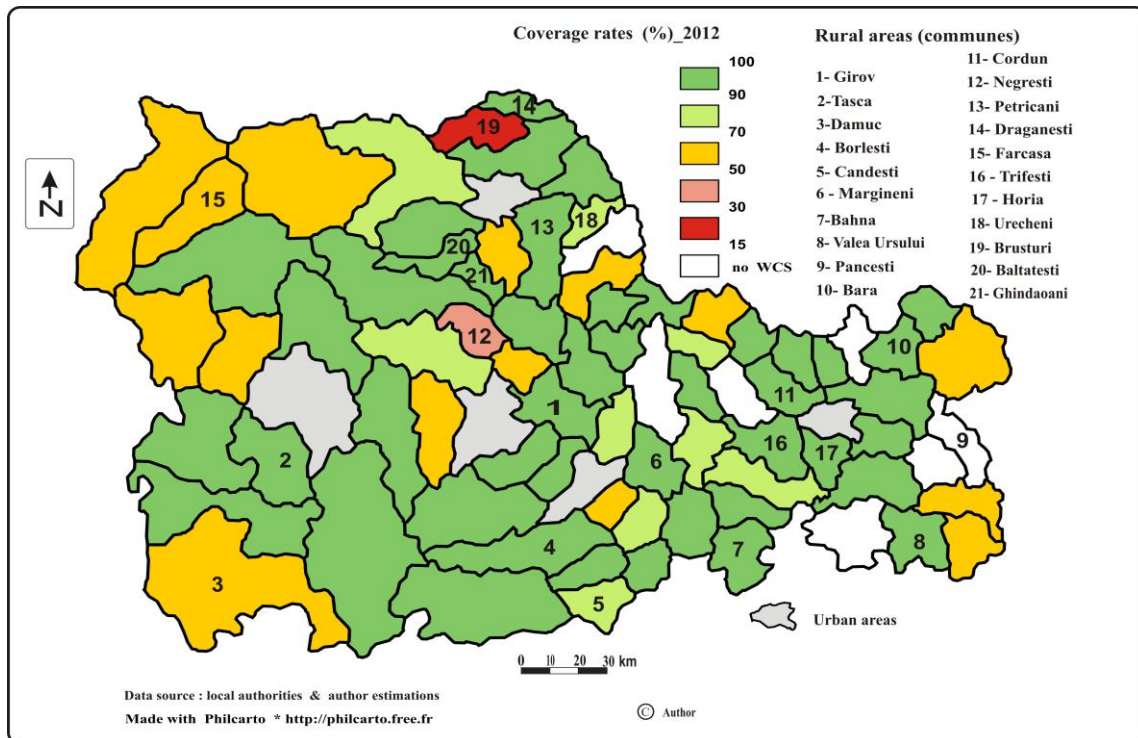 Coverage rates (%)_2012
100
90
70
50
30
15
no WCS
Rural areas (communes)
1- Girov
2-Tasca
3-Damuc
4- Borlesti
5- Candesti
6 - Margineni
7-Bahna
8- Valea Ursului
9- Pancesti
10- Bara
11- Cordun
12- Negresti
13- Petricani
14- Draganesti
15- Farcasa
16 - Trifesti
17 - Horia
18- Urecheni
19- Brusturi
20- Baltatesti
21- Ghindaoani
N
14
19
15
18
13
20
21
12
10
11
1
9
16
17
2
6
8
4
7
3
5
Urban areas
0 10 20 30 km
Data source : local authorities & author estimations
Made with Philcarto * http://philcarto.free.fr
© Author